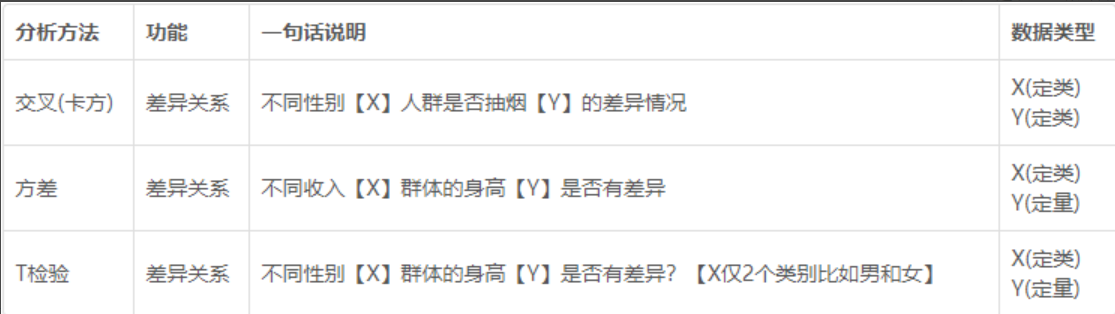 分析方法 功能 一句话说明 数据类型
交叉(卡方) 差异关系 不同性别【X】人群是否抽烟【Y】的差异情况 X(定类)
Y(定类)
方差 差异关系 不同收入【X】群体的身高【Y】是否有差异 X(定类)
Y(定量)
T检验 差异关系 不同性别【X】群体的身高【Y】是否有差异？【X仅2个类别比如男和女】 X(定类)
Y(定量)